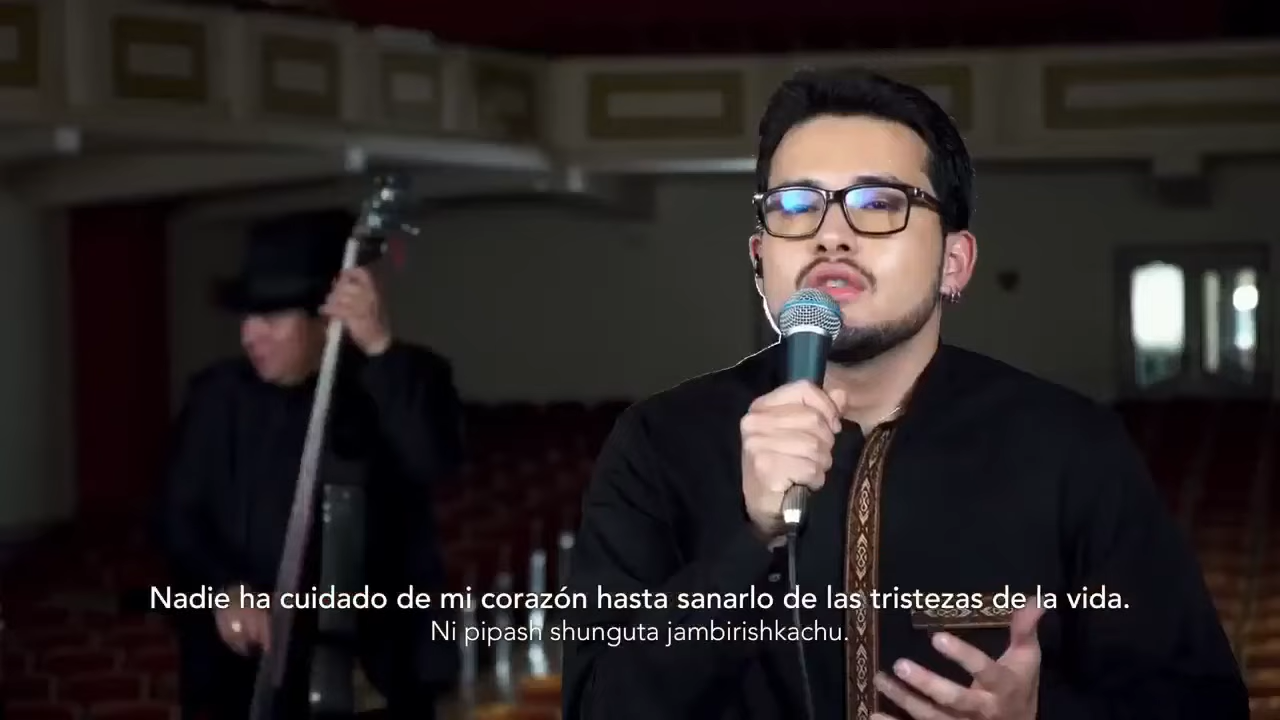 Nadie ha cuidado de mi corazón hasta sanarlo de las tristezas de la vida.
Ni pipash shunguta jambirishkachu.